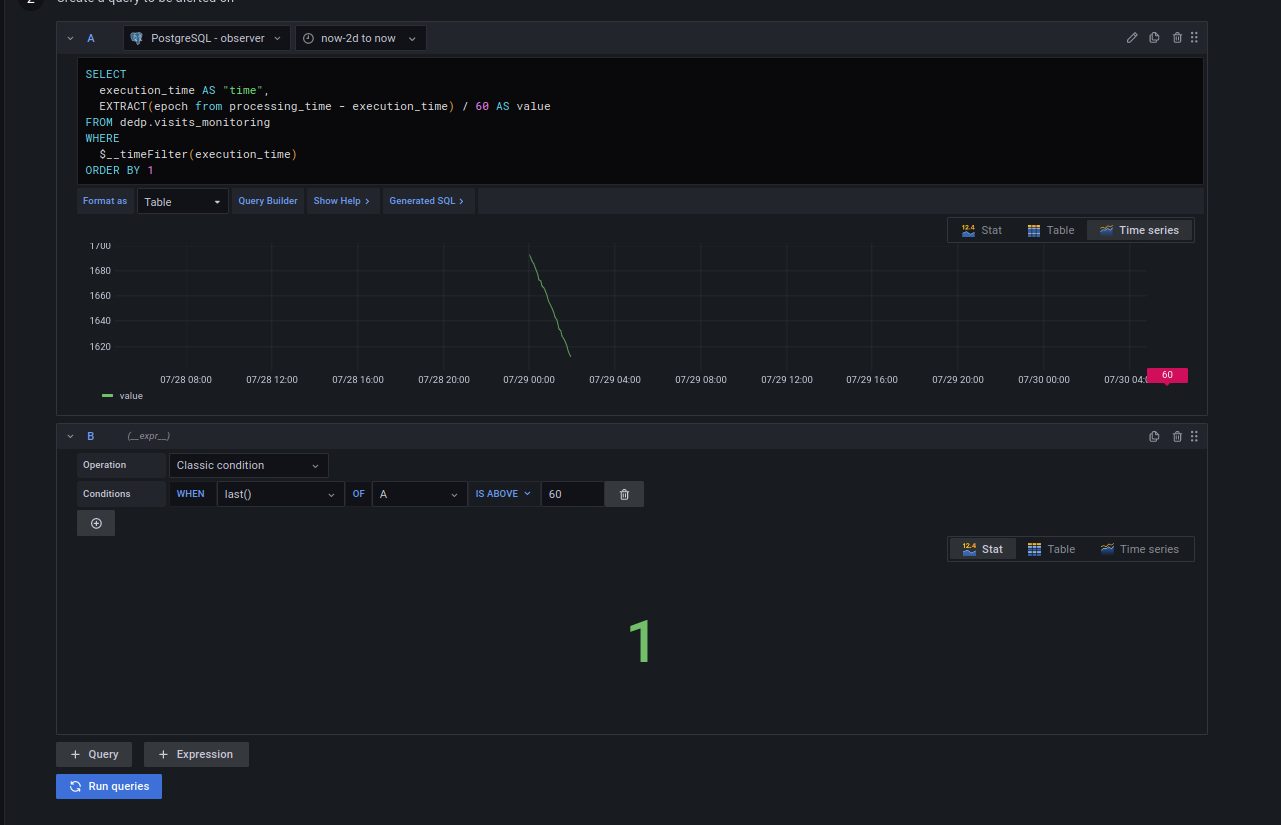 2 Create a query to be alerted on
A PostgreSQL - observer now-2d to now
SELECT
execution_time AS "time",
EXTRACT(epoch from processing_time - execution_time) / 60 AS value
FROM dedp.visits_monitoring
WHERE
$__timeFilter(execution_time)
ORDER BY 1
Format as Table Query Builder Show Help > Generated SQL >
12.4 Stat Table Time series
1700
1680
1660
1640
1620
07/28 08:00 07/28 12:00 07/28 16:00 07/28 20:00 07/29 00:00 07/29 04:00 07/29 08:00 07/29 12:00 07/29 16:00 07/29 20:00 07/30 00:00 07/30 04:0 60
value
B (__expr__)
Operation Classic condition
Conditions WHEN last() OF A IS ABOVE 60
12.4 Stat Table Time series
1
+ Query + Expression
Run queries